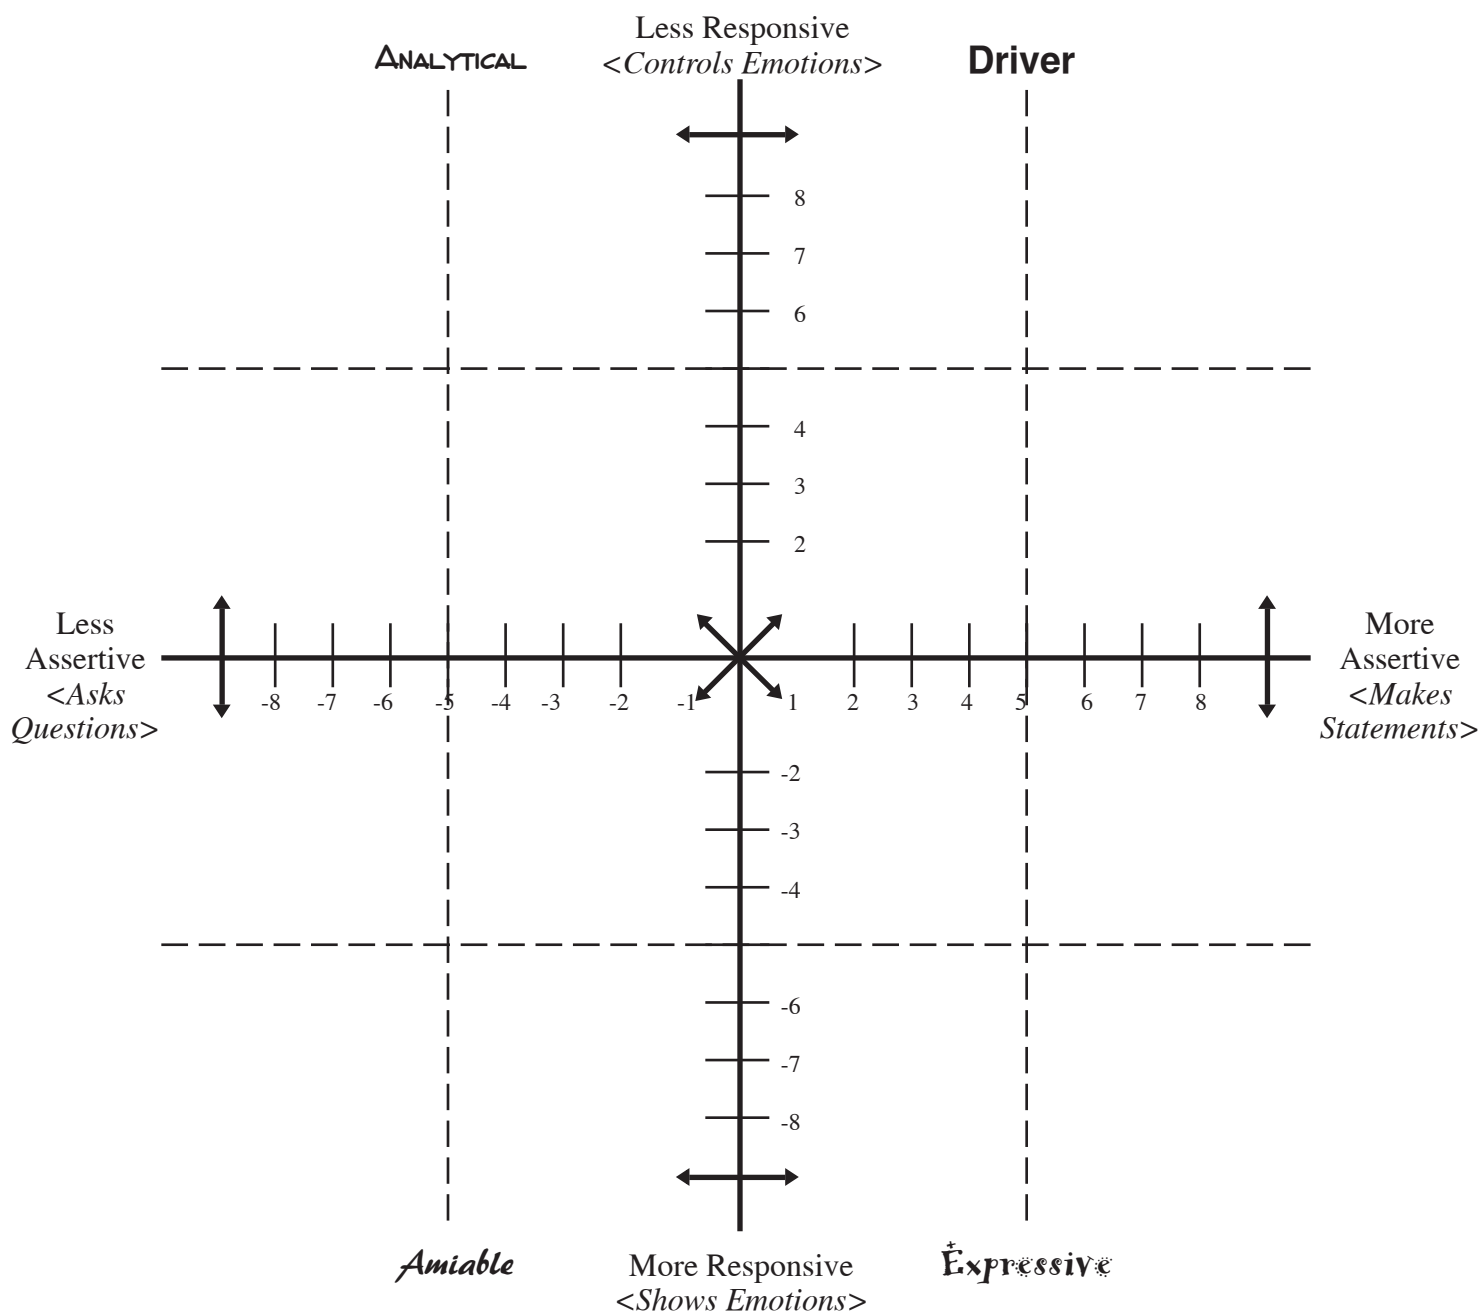 Less Responsive
<Controls Emotions>
ANALYTICAL
Driver
8
7
6
4
3
2
Less
Assertive
<Asks
Questions>
More
Assertive
<Makes
Statements>
-8 -7 -6 -5 -4 -3 -2 -1 1 2 3 4 5 6 7 8
-2
-3
-4
-6
-7
-8
Amiable
More Responsive
<Shows Emotions>
Expressive